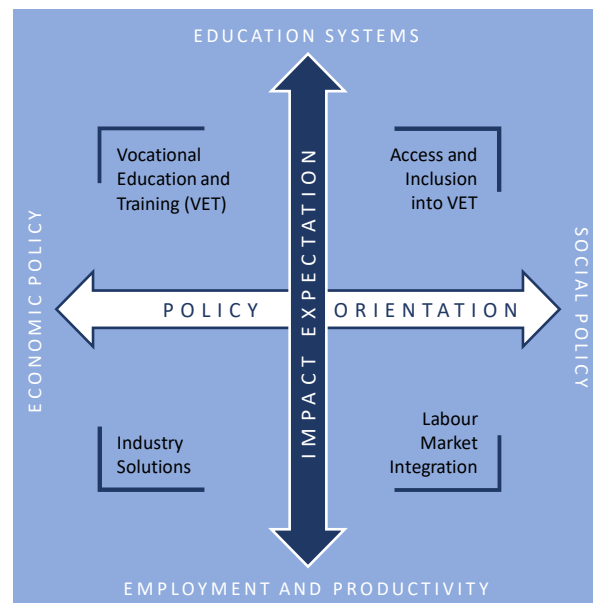 EDUCATION SYSTEMS
Vocational
Education and
Training (VET)
Access and
Inclusion
into VET
ECONOMIC POLICY
POLICY ORIENTATION
IMPACT EXPECTATION
SOCIAL POLICY
Industry
Solutions
Labour
Market
Integration
EMPLOYMENT AND PRODUCTIVITY